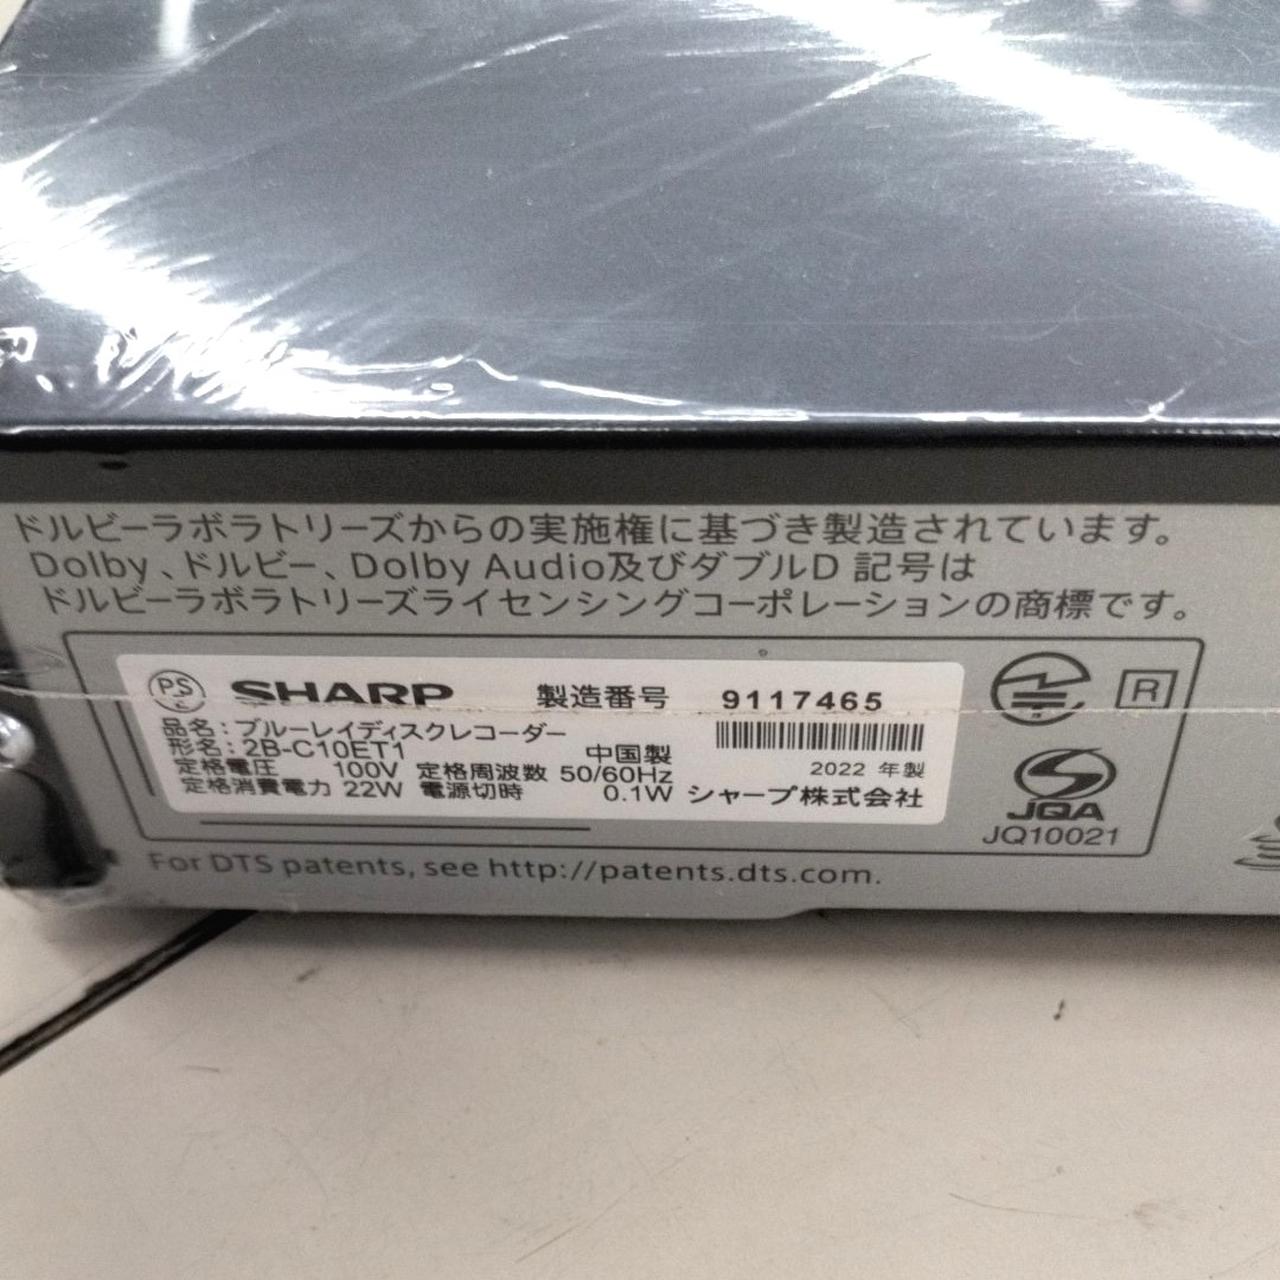 ドルビーラボラトリーズからの実施権に基づき製造されています。
Dolby、ドルビー、Dolby Audio及びダブルD 記号は
ドルビーラボラトリーズライセンシングコーポレーションの商標です。
PS E SHARP 製造番号 9117465
品名:ブルーレイディスクレコーダー
形名:2B-C10ET1 中国製
定格電圧 100V 定格周波数 50/60Hz 2022 年製
定格消費電力 22W 電源切時 0.1W シャープ株式会社
R
JQA
JQ10021
For DTS patents, see http://patents.dts.com.